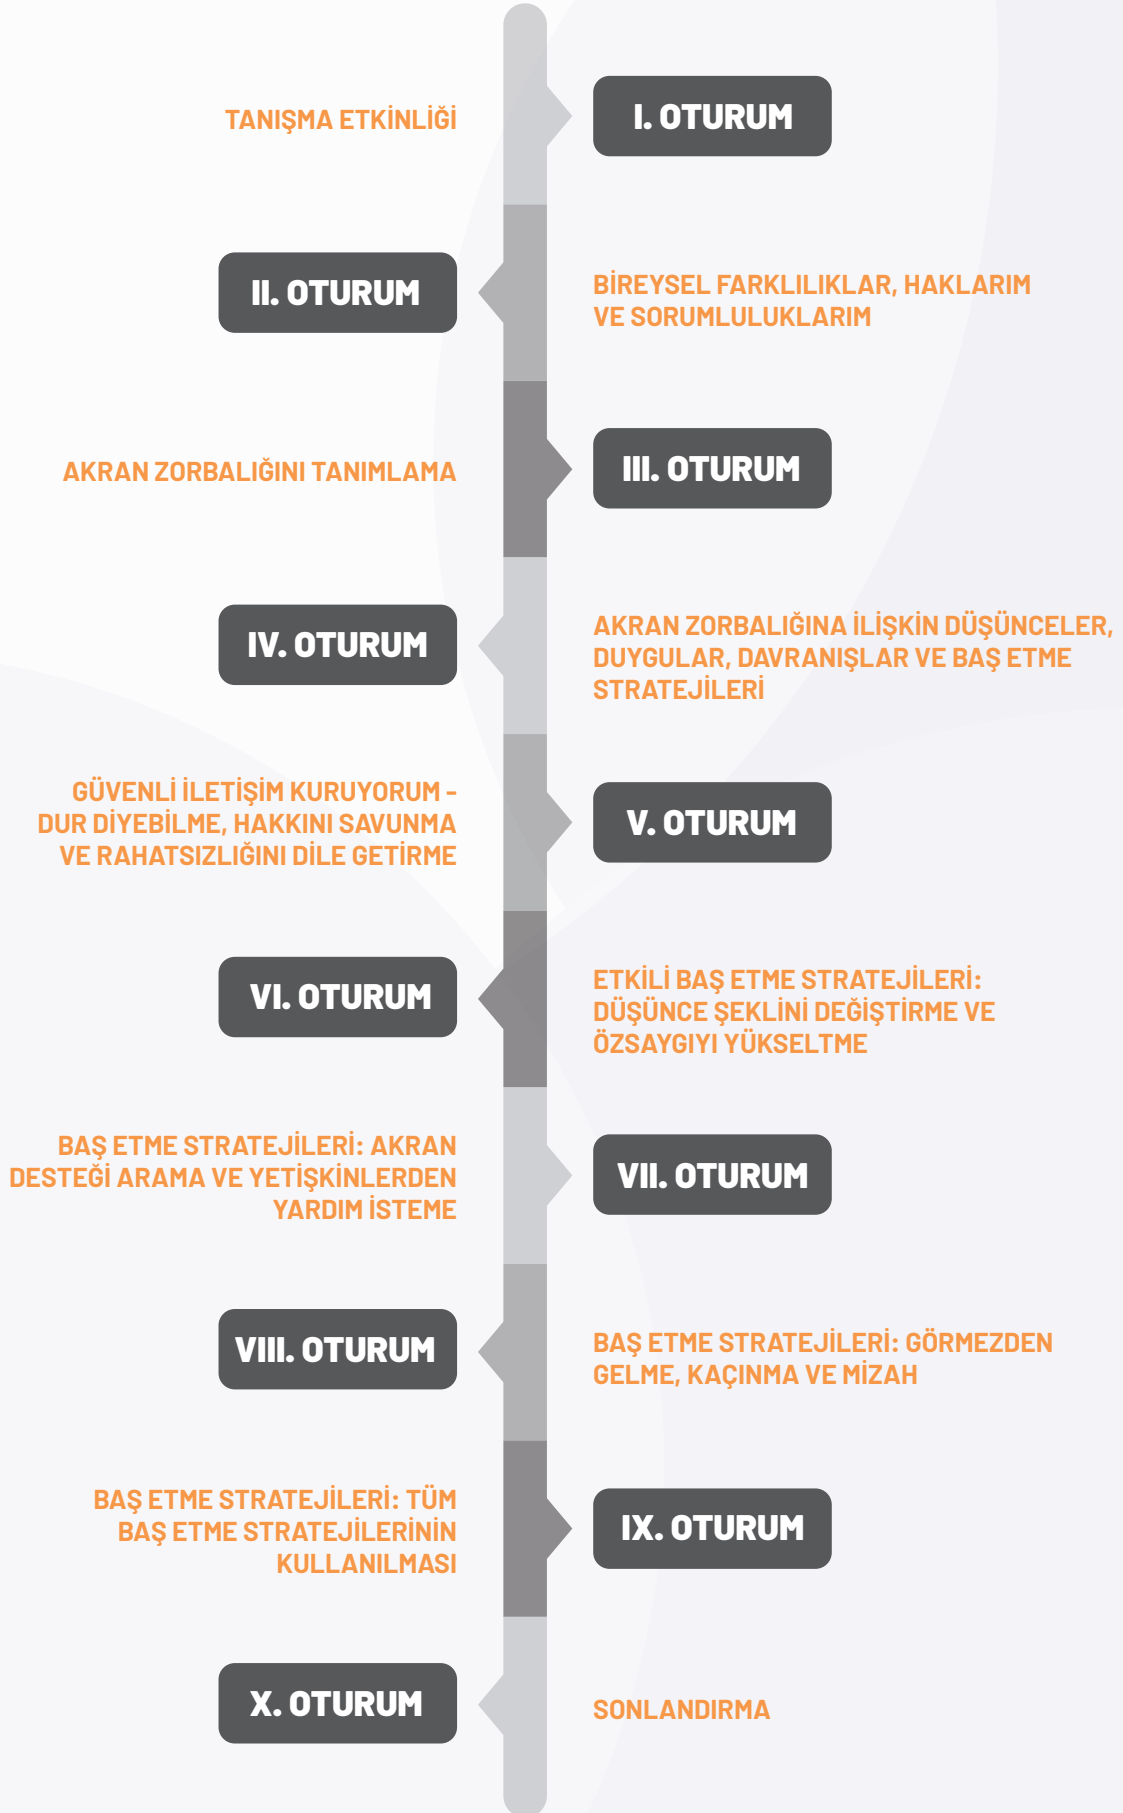 TANIŞMA ETKİNLİĞİ
I. OTURUM
II. OTURUM
BİREYSEL FARKLILIKLAR, HAKLARIM
VE SORUMLULUKLARIM
AKRAN ZORBALIĞINI TANIMLAMA
III. OTURUM
IV. OTURUM
AKRAN ZORBALIĞINA İLİŞKİN DÜŞÜNCELER,
DUYGULAR, DAVRANIŞLAR VE BAŞ ETME
STRATEJİLERİ
GÜVENLİ İLETİŞİM KURUYORUM -
DUR DİYEBİLME, HAKKINI SAVUNMA
VE RAHATSIZLIĞINI DİLE GETİRME
V. OTURUM
VI. OTURUM
ETKİLİ BAŞ ETME STRATEJİLERİ:
DÜŞÜNCE ŞEKLİNİ DEĞİŞTİRME VE
ÖZSAYGIYI YÜKSELTME
BAŞ ETME STRATEJİLERİ: AKRAN
DESTEĞİ ARAMA VE YETİŞKİNLERDEN
YARDIM İSTEME
VII. OTURUM
VIII. OTURUM
BAŞ ETME STRATEJİLERİ: GÖRMEZDEN
GELME, KAÇINMA VE MİZAH
BAŞ ETME STRATEJİLERİ: TÜM
BAŞ ETME STRATEJİLERİNİN
KULLANILMASI
IX. OTURUM
X. OTURUM
SONLANDIRMA